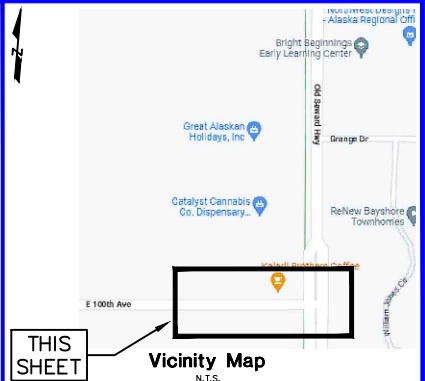 Northwest Designs
- Alaska Regional Offi
N
Bright Beginnings
Early Learning Center
Old Seward Hwy
Great Alaskan
Holidays, Inc
Grange Dr
Catalyst Cannabis
Co. Dispensary...
ReNew Bayshore
Townhomes
Kaladi Brothers Coffee
E 100th Ave
William Jones Cir
THIS
SHEET
Vicinity Map
N.T.S.